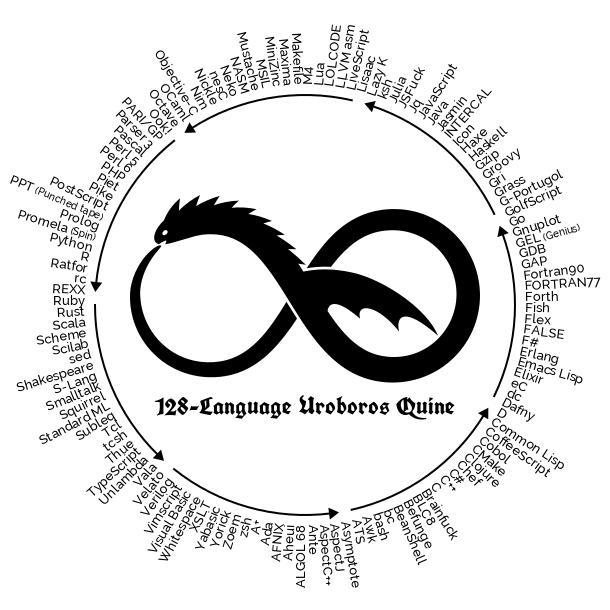 Ruby
Rust
Scala
Scheme
Scilab
sed
Shakespeare
S-Lang
Smalltalk
Squirrel
Standard ML
Subleq
Tcl
tcsh
Thue
TypeScript
Unlambda
Vala
Velato
Verilog
Vimscript
Visual Basic
Whitespace
XSLT
Yabasic
Yorick
Zoem
zsh
A+
Ada
AFNIX
Aheui
ALGOL 68
Ante
AspectC++
AspectJ
Asymptote
ATS
Awk
bash
bc
BeanShell
Befunge
BLC8
Brainfuck
C
C++
C#
Chef
Clojure
CMake
Cobol
CoffeeScript
Common Lisp
D
Dafny
dc
eC
Elixir
Emacs Lisp
Erlang
F#
FALSE
Flex
Fish
Forth
FORTRAN77
Fortran90
GAP
GDB
GEL (Genius)
Gnuplot
Go
GolfScript
G-Portugol
Grass
Gri
Groovy
Gzip
Haskell
Haxe
Icon
INTERCAL
Jasmin
Java
JavaScript
Jq
JSFuck
Julia
ksh
Lazy K
Lisaac
LiveScript
LLVM asm
LOLCODE
Lua
M4
Makefile
Maxima
MiniZinc
MSIL
Mustache
NASM
Neko
nesC
Nickle
Nim
Objective-C
OCaml
Octave
Ook!
PARI/GP
Parser 3
Pascal
Perl 5
Perl 6
PHP
Piet
Pike
PostScript
PPT (Punched tape)
Prolog
Promela (Spin)
Python
R
Ratfor
rc
REXX
128-Language Uroboros Quine